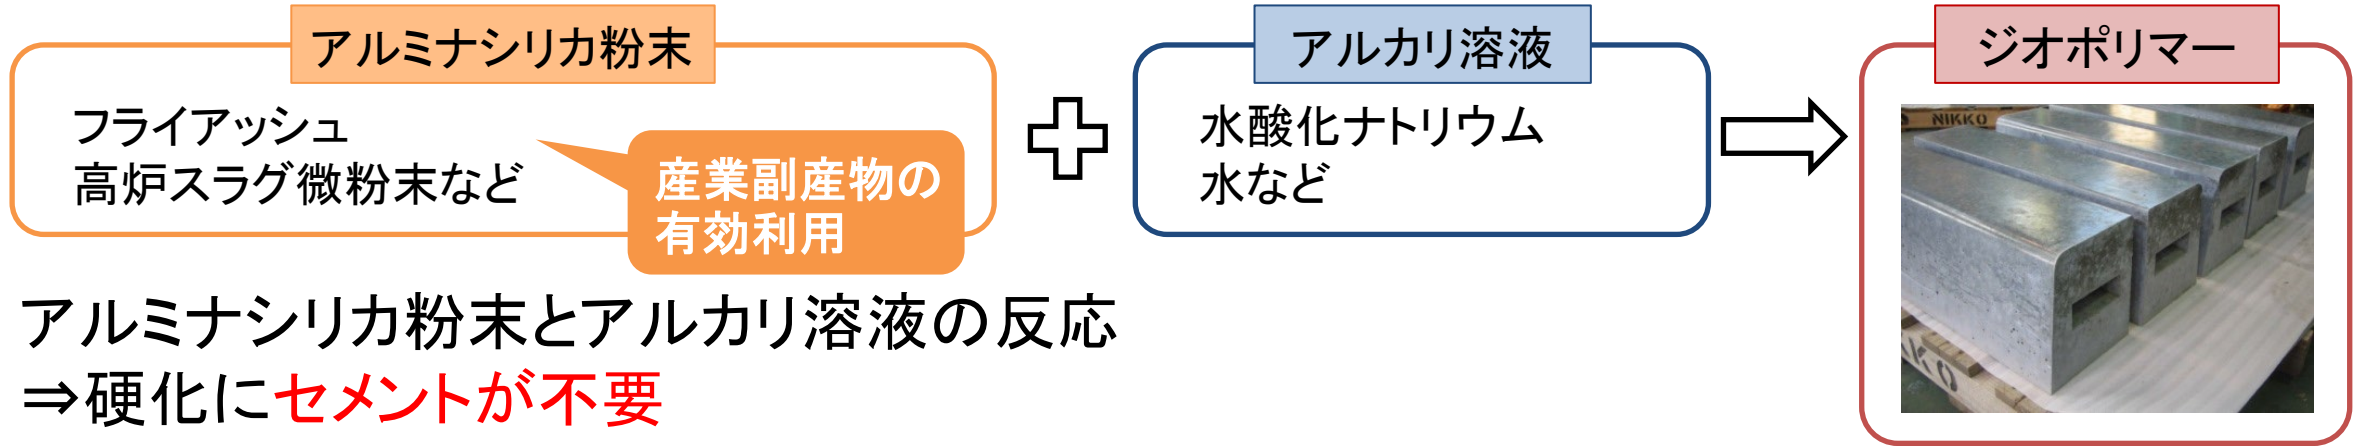 アルミナシリカ粉末
フライアッシュ
高炉スラグ微粉末など
産業副産物の
有効利用
アルカリ溶液
水酸化ナトリウム
水など
ジオポリマー
NIKKO
KKO
アルミナシリカ粉末とアルカリ溶液の反応
⇒硬化にセメントが不要